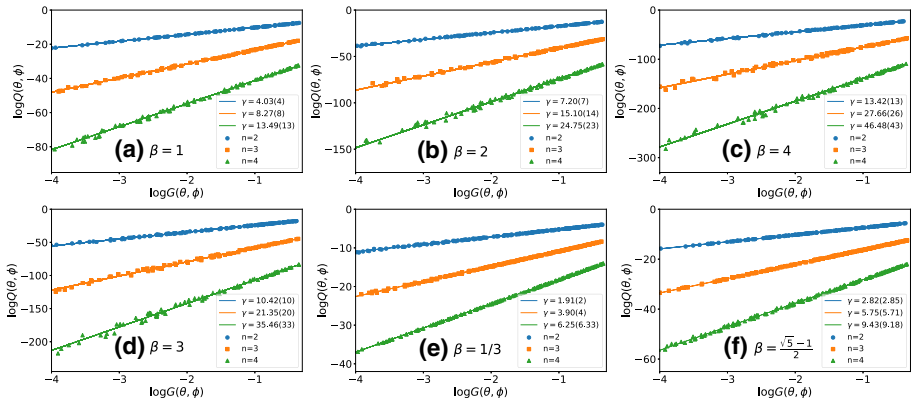 0
−20
−40
−60
−80
logQ(θ, ϕ)
γ = 4.03(4)
γ = 8.27(8)
γ = 13.49(13)
n=2
n=3
n=4
(a) β = 1
−4
−3
−2
−1
logG(θ, ϕ)
0
−50
−100
−150
logQ(θ, ϕ)
γ = 7.20(7)
γ = 15.10(14)
γ = 24.75(23)
n=2
n=3
n=4
(b) β = 2
−4
−3
−2
−1
logG(θ, ϕ)
0
−100
−200
−300
logQ(θ, ϕ)
γ = 13.42(13)
γ = 27.66(26)
γ = 46.48(43)
n=2
n=3
n=4
(c) β = 4
−4
−3
−2
−1
logG(θ, ϕ)
0
−50
−100
−150
−200
logQ(θ, ϕ)
γ = 10.42(10)
γ = 21.35(20)
γ = 35.46(33)
n=2
n=3
n=4
(d) β = 3
−4
−3
−2
−1
logG(θ, ϕ)
0
−10
−20
−30
−40
logQ(θ, ϕ)
γ = 1.91(2)
γ = 3.90(4)
γ = 6.25(6.33)
n=2
n=3
n=4
(e) β = 1/3
−4
−3
−2
−1
logG(θ, ϕ)
0
−20
−40
−60
logQ(θ, ϕ)
γ = 2.82(2.85)
γ = 5.75(5.71)
γ = 9.43(9.18)
n=2
n=3
n=4
(f) β = (√5 − 1)/2
−4
−3
−2
−1
logG(θ, ϕ)